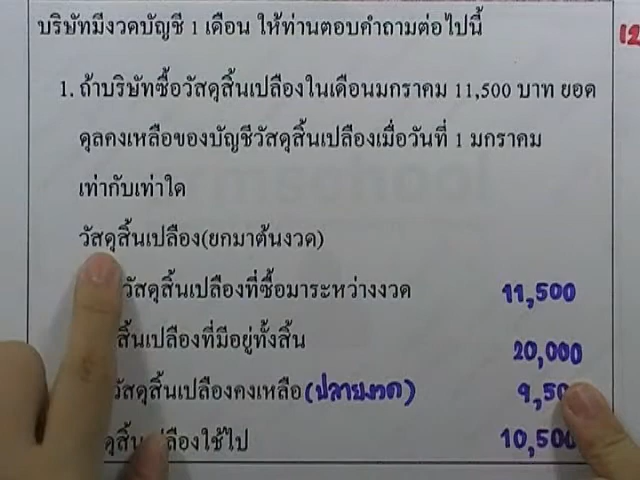 บริษัทมีงวดบัญชี 1 เดือน ให้ท่านตอบคำถามต่อไปนี้
1. ถ้าบริษัทซื้อวัสดุสิ้นเปลืองในเดือนมกราคม 11,500 บาท ยอด
ดุลคงเหลือของบัญชีวัสดุสิ้นเปลืองเมื่อวันที่ 1 มกราคม
เท่ากับเท่าใด
วัสดุสิ้นเปลือง(ยกมาต้นงวด)
วัสดุสิ้นเปลืองที่ซื้อมาระหว่างงวด 11,500
สิ้นเปลืองที่มีอยู่ทั้งสิ้น 20,000
วัสดุสิ้นเปลืองคงเหลือ(ปลายงวด) 9,50
ใช้ไป 10,500